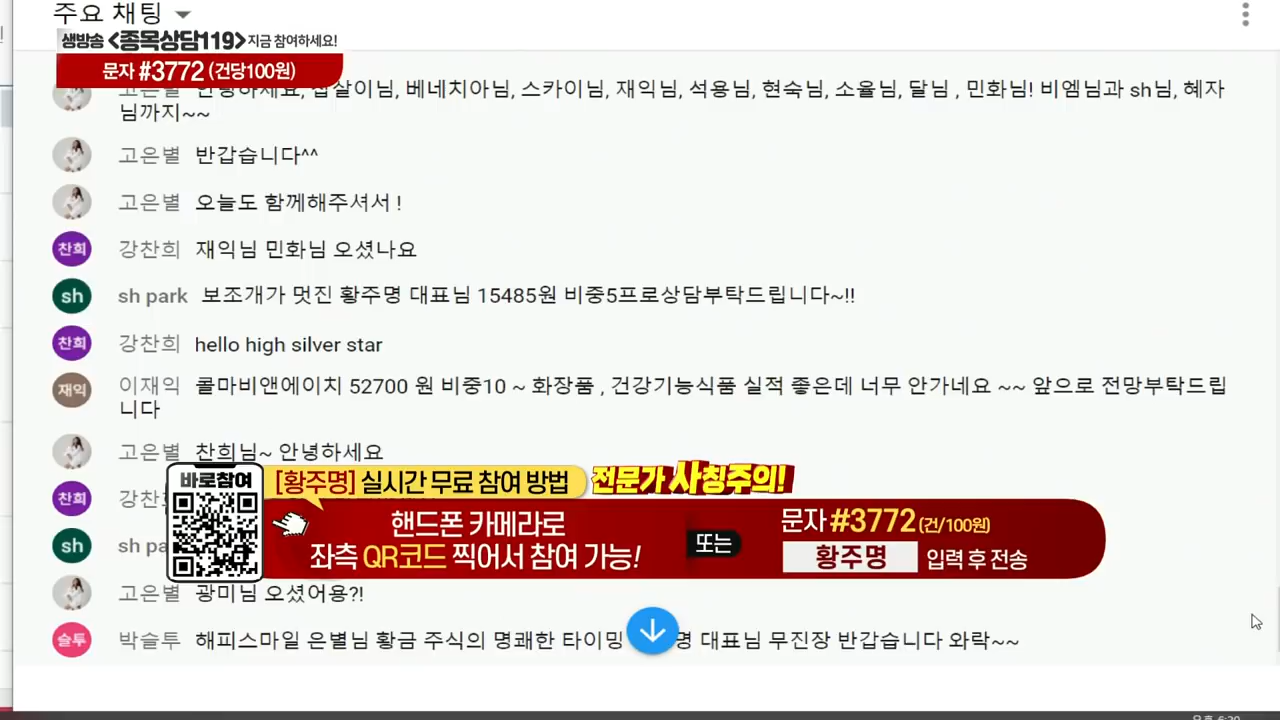 주요 채팅
생방송 <종목상담119> 지금 참여하세요!
문자 #3772 (건당100원)
고은별 안녕하세요, 찹쌀이님, 베네치아님, 스카이님, 재익님, 석용님, 현숙님, 소율님, 달님 , 민화님! 비엠님과 sh님, 혜자
님까지~~
고은별 반갑습니다^^
고은별 오늘도 함께해주셔서 !
찬희 강찬희 재익님 민화님 오셨나요
sh sh park 보조개가 멋진 황주명 대표님 15485원 비중5프로상담부탁드립니다~!!
찬희 강찬희 hello high silver star
재익 이재익 콜마비앤에이치 52700 원 비중10 ~ 화장품 , 건강기능식품 실적 좋은데 너무 안가네요 ~~ 앞으로 전망부탁드립
니다
고은별 찬희님~ 안녕하세요
바로참여
[황주명] 실시간 무료 참여 방법 전문가 사칭주의!
찬희 강찬
핸드폰 카메라로
좌측 QR코드 찍어서 참여 가능!
또는
문자 #3772 (건/100원)
황주명 입력 후 전송
sh sh pa
고은별 광미님 오셨어용?!
슬투 박슬투 해피스마일 은별님 황금 주식의 명쾌한 타이밍 명 대표님 무진장 반갑습니다 와락~~